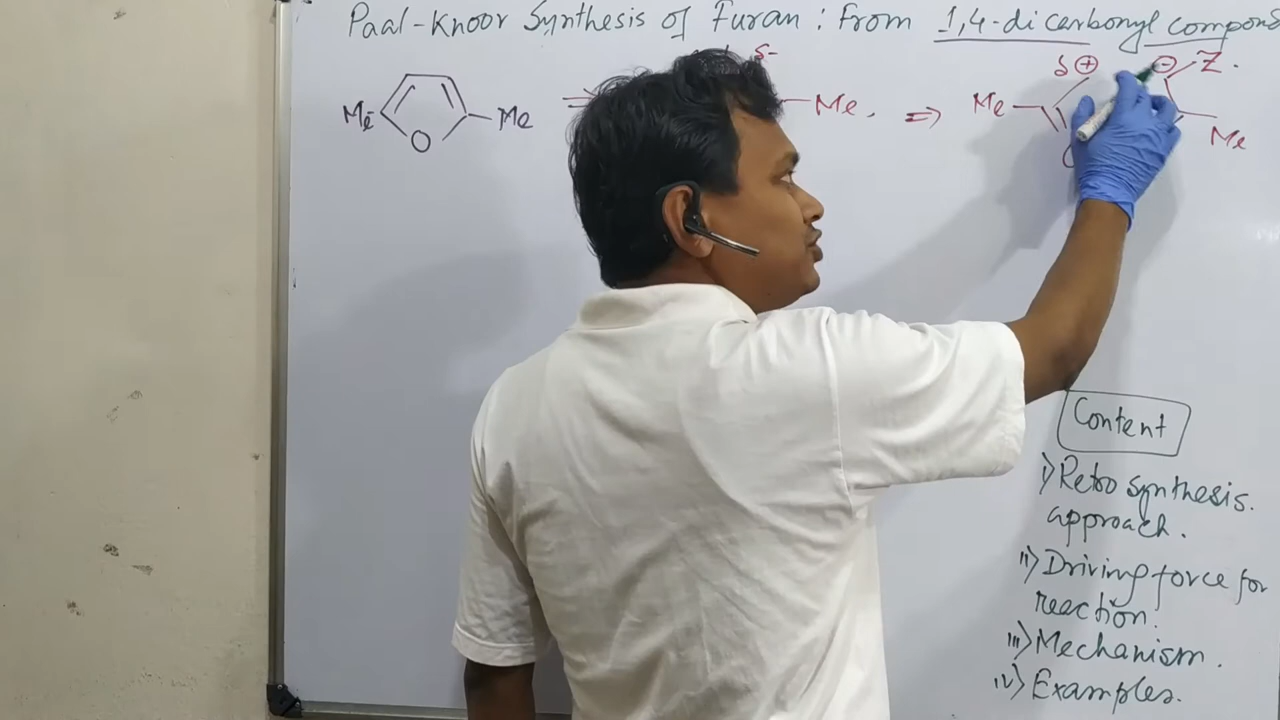 Paal-Knoor Synthesis of Furan : From 1,4-dicarbonyl compoun
δ-
δ ⊕ ⊖ Z.
Me O Me ⇒ Me. ⇒ Me Me
Content
i) Retro synthesis.
approach.
ii) Driving force for
reaction.
iii) Mechanism.
iv) Examples.